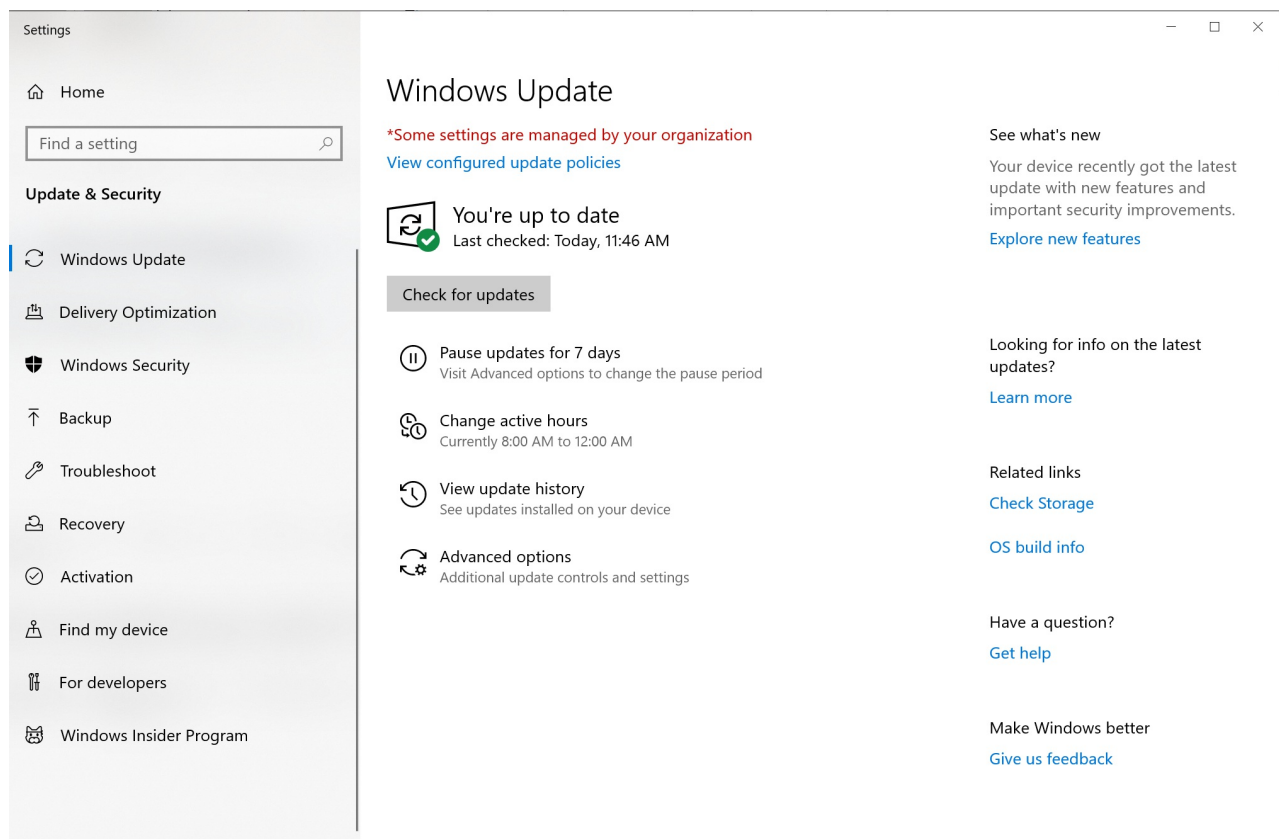 Settings
Home
Find a setting
Update & Security
Windows Update
Delivery Optimization
Windows Security
Backup
Troubleshoot
Recovery
Activation
Find my device
For developers
Windows Insider Program
Windows Update
*Some settings are managed by your organization
View configured update policies
You're up to date
Last checked: Today, 11:46 AM
Check for updates
Pause updates for 7 days
Visit Advanced options to change the pause period
Change active hours
Currently 8:00 AM to 12:00 AM
View update history
See updates installed on your device
Advanced options
Additional update controls and settings
See what's new
Your device recently got the latest
update with new features and
important security improvements.
Explore new features
Looking for info on the latest
updates?
Learn more
Related links
Check Storage
OS build info
Have a question?
Get help
Make Windows better
Give us feedback